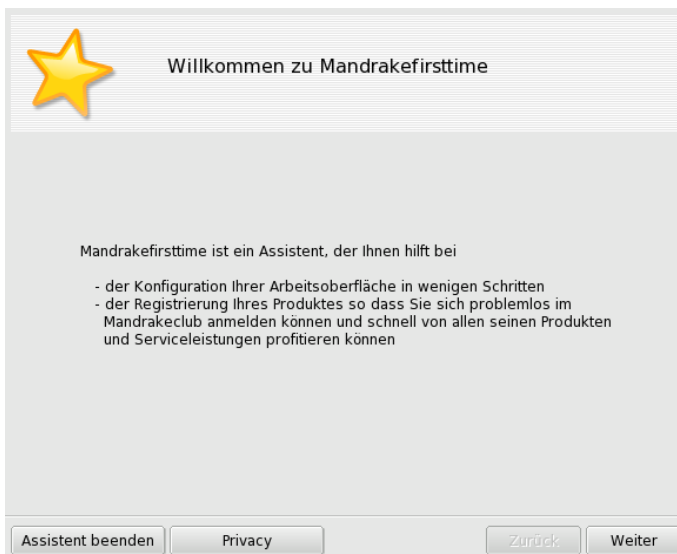 Willkommen zu Mandrakefirsttime
Mandrakefirsttime ist ein Assistent, der Ihnen hilft bei
- der Konfiguration Ihrer Arbeitsoberfläche in wenigen Schritten
- der Registrierung Ihres Produktes so dass Sie sich problemlos im
Mandrakeclub anmelden können und schnell von allen seinen Produkten
und Serviceleistungen profitieren können
Assistent beenden Privacy Zurück Weiter